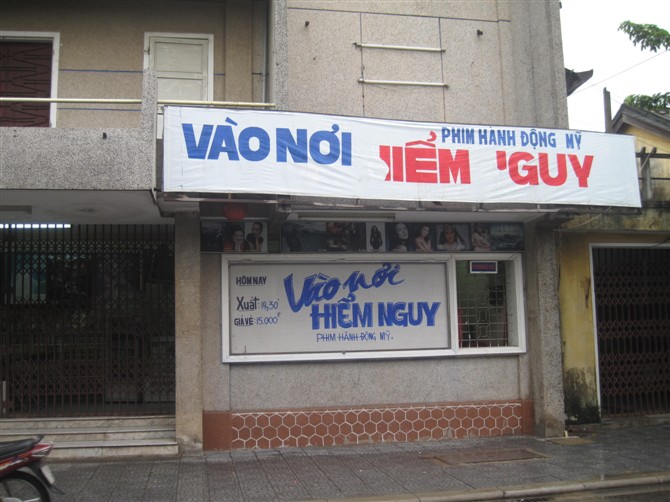 VÀO NƠI
PHIM HÀNH ĐỘNG MỸ
HIỂM NGUY
HÔM NAY
Xuất: 19,30'
GIÁ VÉ: 15.000đ
Vào nơi
HIỂM NGUY
PHIM HÀNH ĐỘNG MỸ.